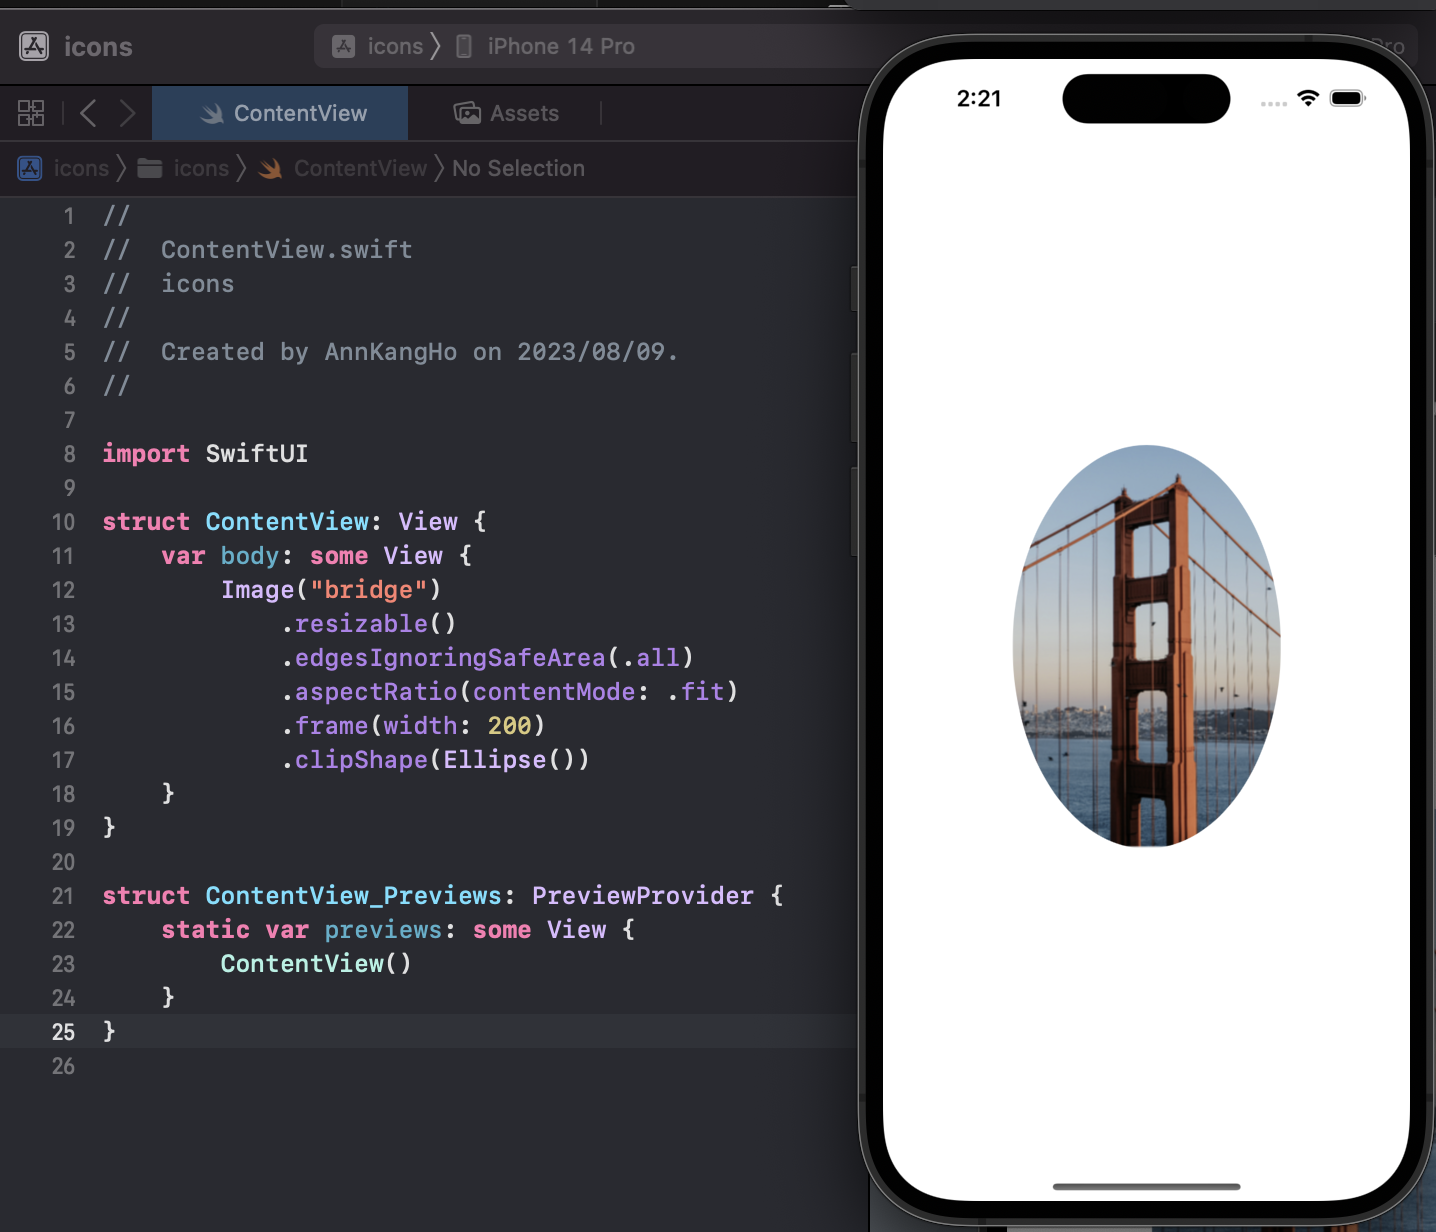 icons
icons 〉 iPhone 14 Pro
Pro
ContentView
Assets
icons 〉 icons 〉 ContentView 〉 No Selection
2:21
1 //
2 //  ContentView.swift
3 //  icons
4 //
5 //  Created by AnnKangHo on 2023/08/09.
6 //
7
8 import SwiftUI
9
10 struct ContentView: View {
11     var body: some View {
12         Image("bridge")
13             .resizable()
14             .edgesIgnoringSafeArea(.all)
15             .aspectRatio(contentMode: .fit)
16             .frame(width: 200)
17             .clipShape(Ellipse())
18     }
19 }
20
21 struct ContentView_Previews: PreviewProvider {
22     static var previews: some View {
23         ContentView()
24     }
25 }
26